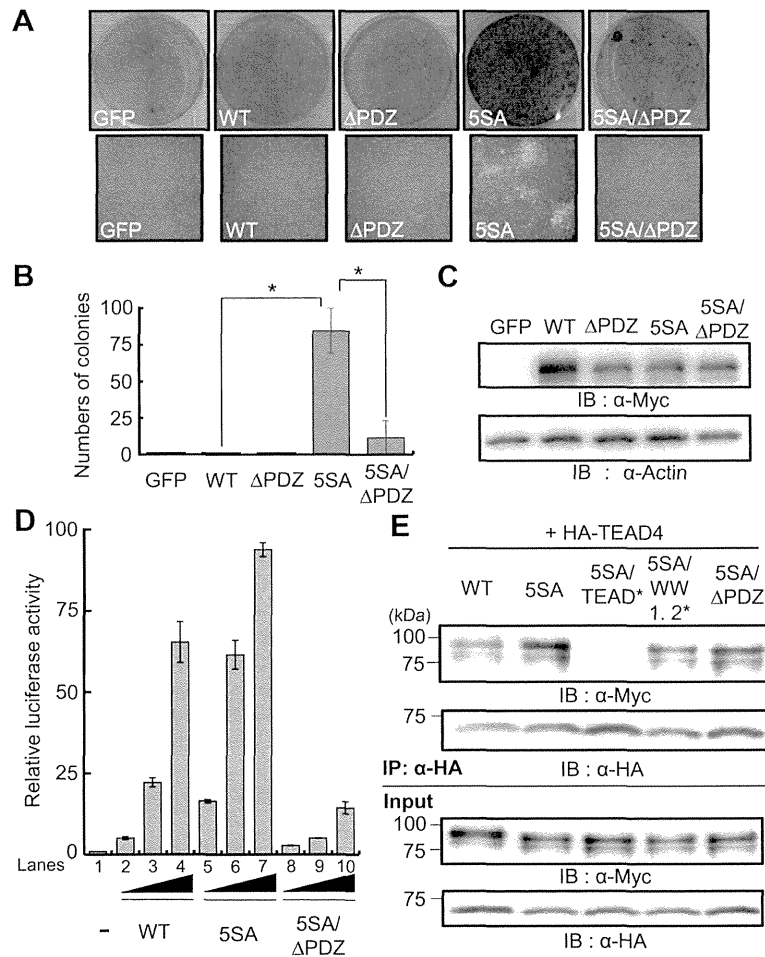 A
GFP WT ΔPDZ 5SA 5SA/ΔPDZ
GFP WT ΔPDZ 5SA 5SA/ΔPDZ
B
Numbers of colonies
100
75
50
25
0
* *
GFP WT ΔPDZ 5SA 5SA/
ΔPDZ
C
GFP WT ΔPDZ 5SA 5SA/
ΔPDZ
IB : α-Myc
IB : α-Actin
D
Relative luciferase activity
100
75
50
25
0
Lanes 1 2 3 4 5 6 7 8 9 10
- WT 5SA 5SA/
ΔPDZ
E
+ HA-TEAD4
WT 5SA 5SA/
TEAD* 5SA/
WW
1. 2* 5SA/
ΔPDZ
(kDa)
100
75
IB : α-Myc
75
IP: α-HA IB : α-HA
Input
100
75
IB : α-Myc
75
IB : α-HA